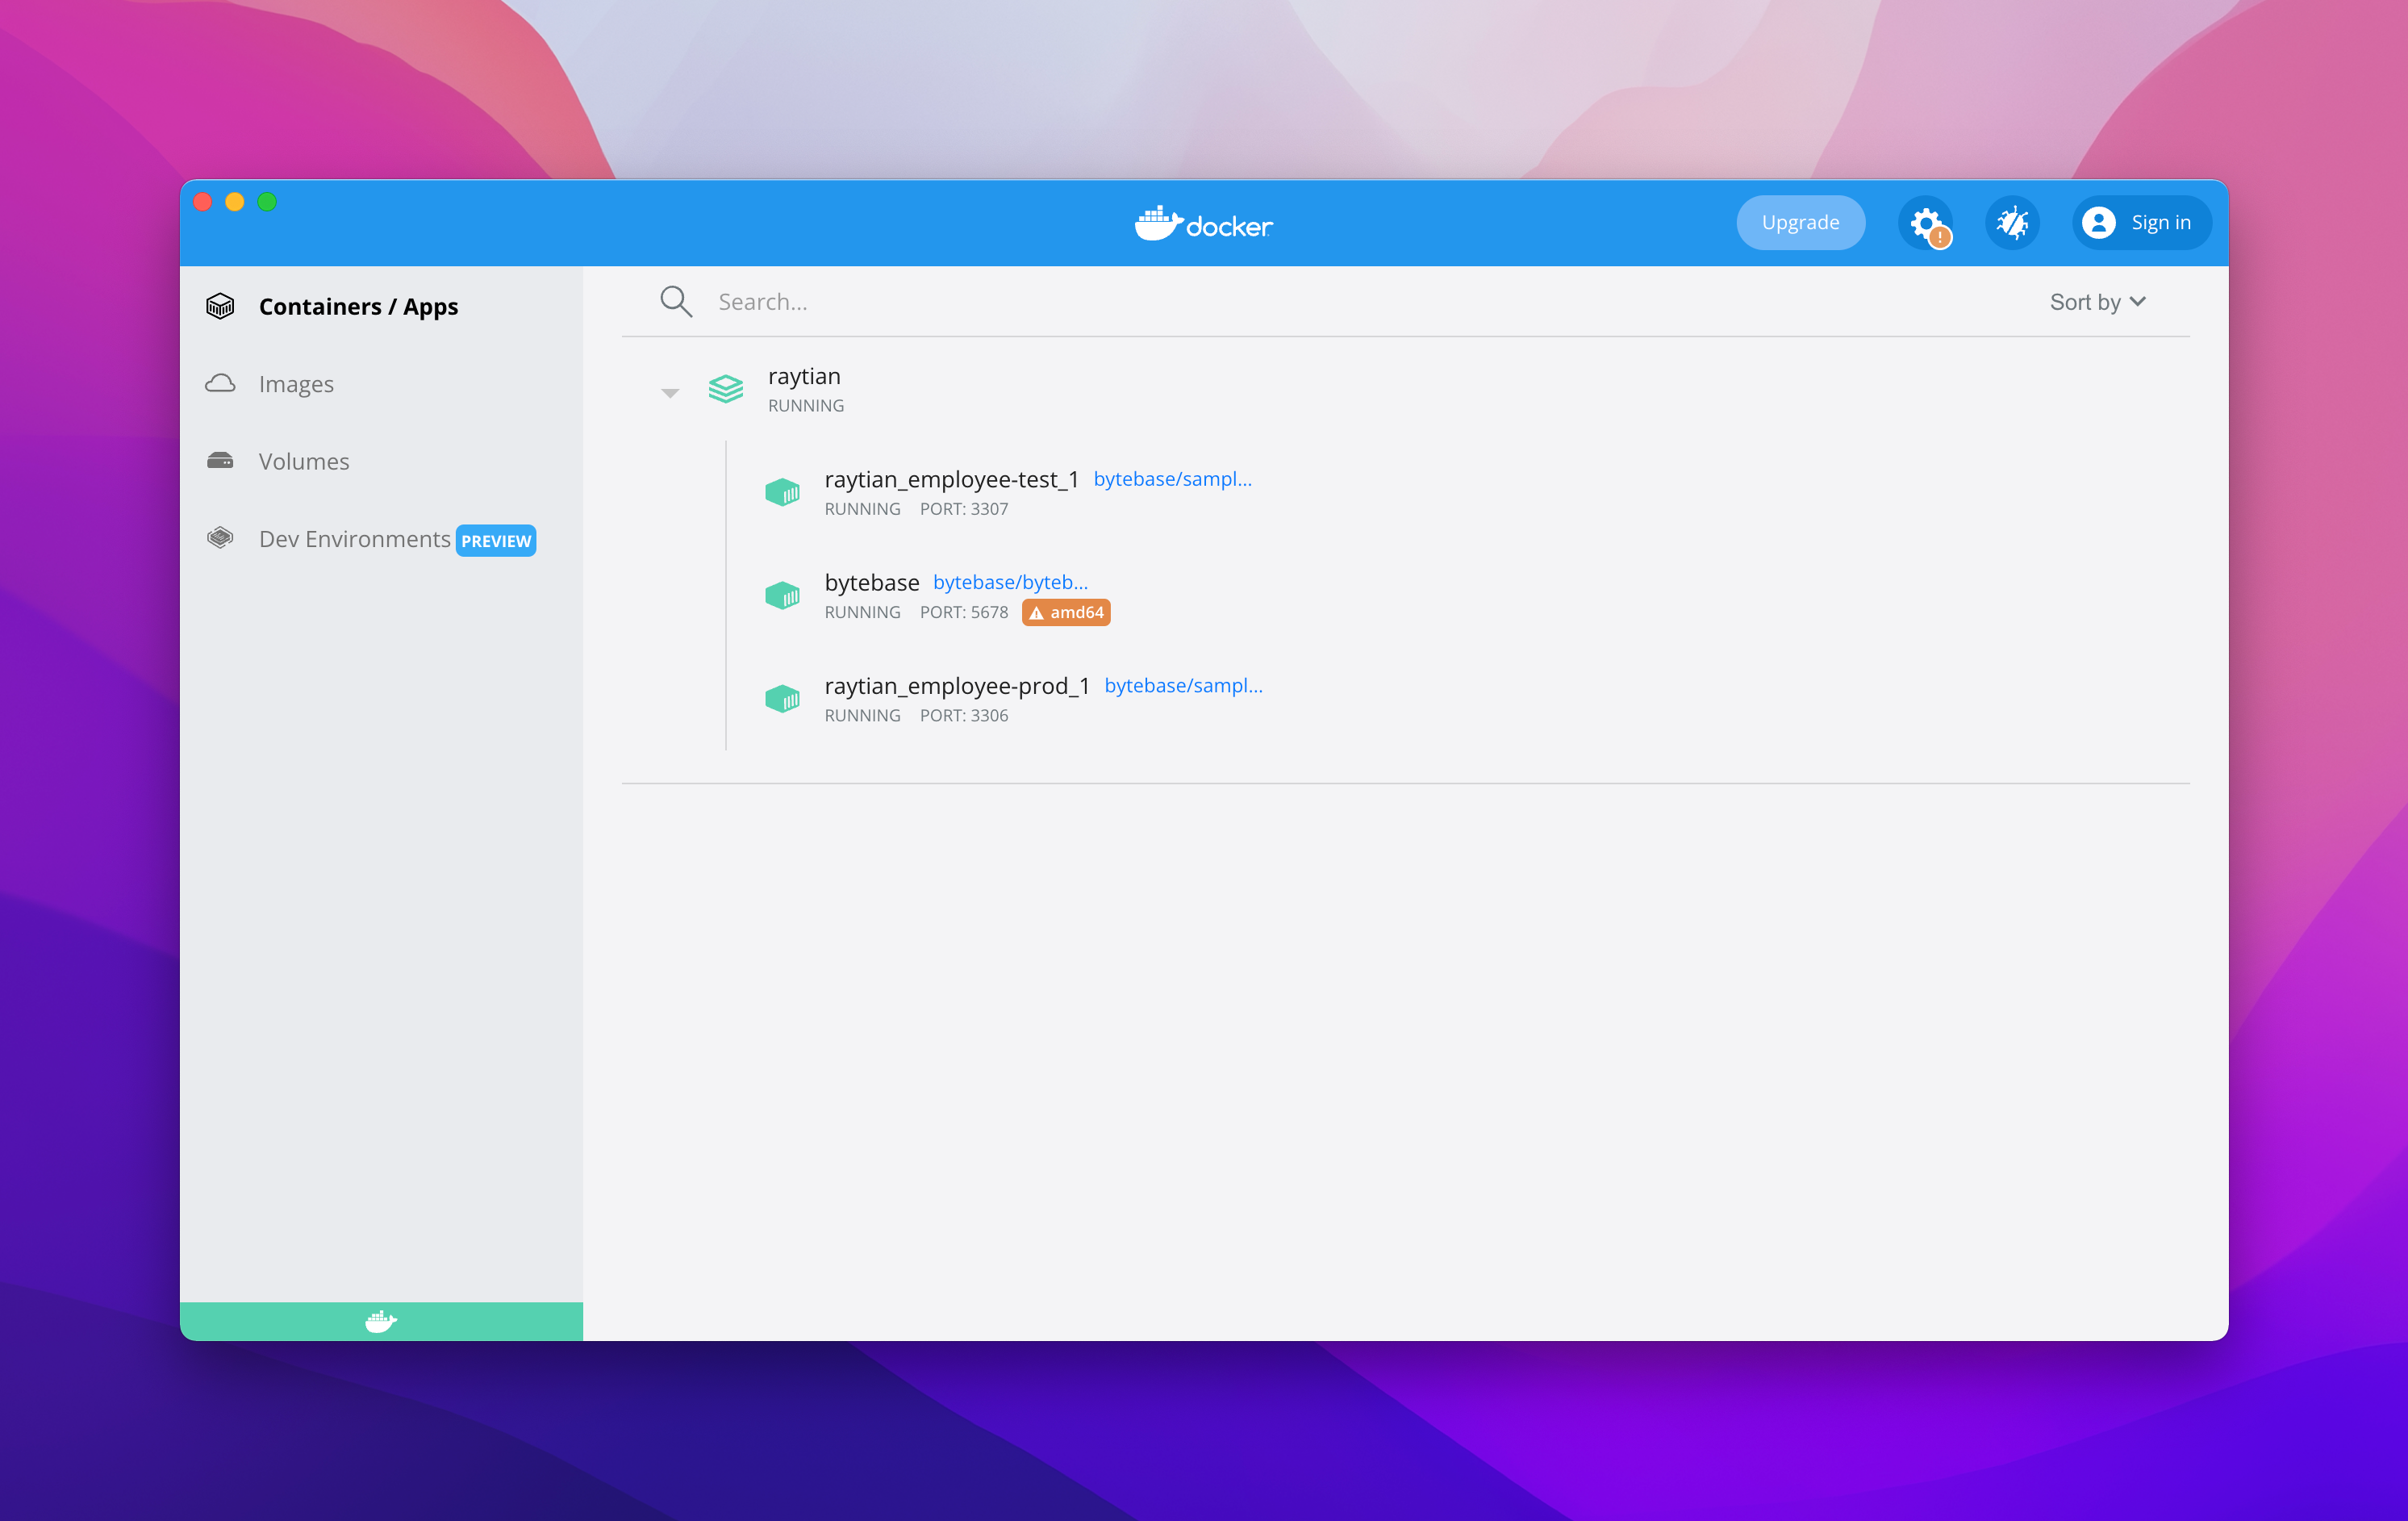 docker
Upgrade
Sign in
Containers / Apps
Images
Volumes
Dev Environments PREVIEW
Search...
Sort by
raytian
RUNNING
raytian_employee-test_1 bytebase/sampl...
RUNNING PORT: 3307
bytebase bytebase/byteb...
RUNNING PORT: 5678 amd64
raytian_employee-prod_1 bytebase/sampl...
RUNNING PORT: 3306